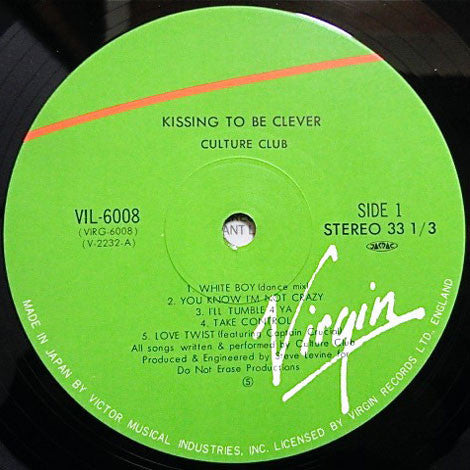 KISSING TO BE CLEVER
CULTURE CLUB
VIL-6008
(VIRG-6008)
(V-2232-A)
SIDE 1
STEREO 33 1/3
JASRAC
ANT
1. WHITE BOY (dance mix)
2. YOU KNOW I'M NOT CRAZY
3. I'LL TUMBLE 4 YA
4. TAKE CONTROL
5. LOVE TWIST (featuring Captain Crucial)
All songs written & performed by Culture Club
Produced & Engineered by Steve Levine for
Do Not Erase Productions
Ⓢ
Virgin
MADE IN JAPAN BY VICTOR MUSICAL INDUSTRIES, INC. LICENSED BY VIRGIN RECORDS LTD. ENGLAND